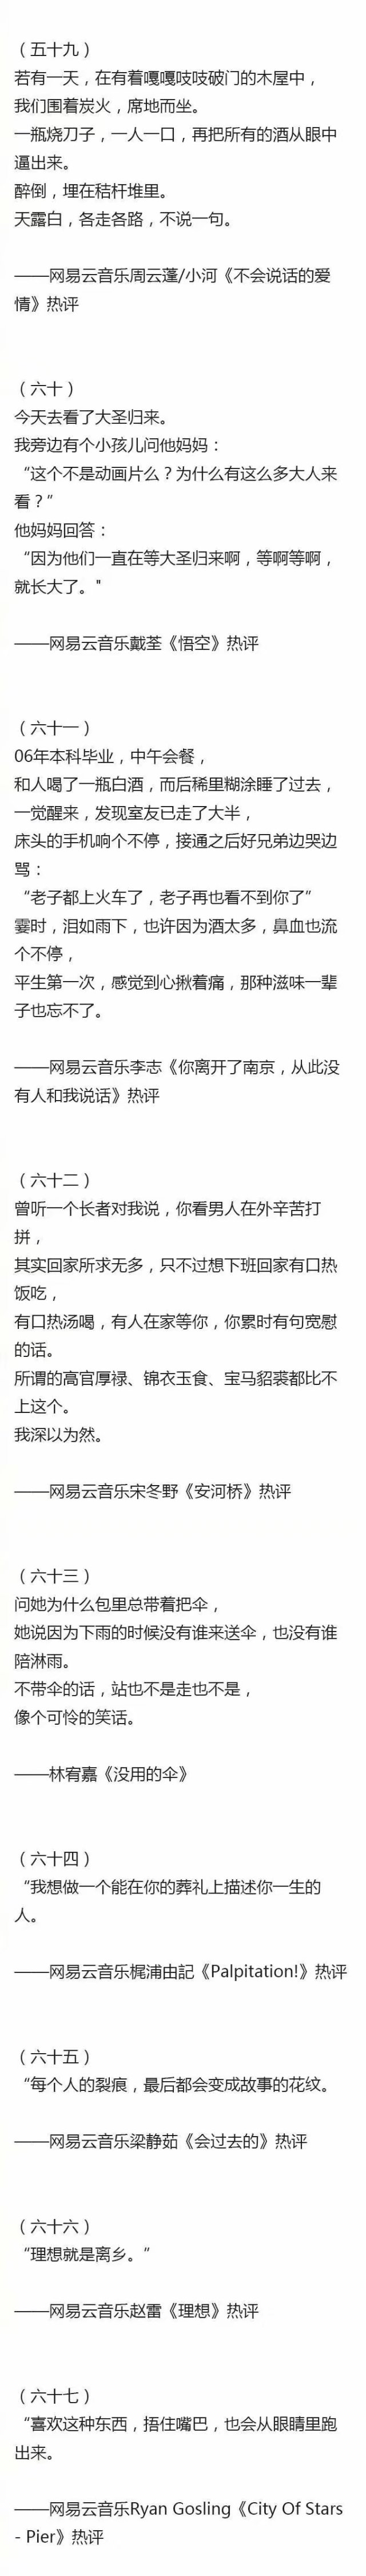 （五十九）
若有一天，在有着嘎嘎吱吱破门的木屋中，
我们围着炭火，席地而坐。
一瓶烧刀子，一人一口，再把所有的酒从眼中
逼出来。
醉倒，埋在秸杆堆里。
天露白，各走各路，不说一句。
——网易云音乐周云蓬/小河《不会说话的爱
情》热评
（六十）
今天去看了大圣归来。
我旁边有个小孩儿问他妈妈：
“这个不是动画片么？为什么有这么多大人来
看？”
他妈妈回答：
“因为他们一直在等大圣归来啊，等啊等啊，
就长大了。"
——网易云音乐戴荃《悟空》热评
（六十一）
06年本科毕业，中午会餐，
和人喝了一瓶白酒，而后稀里糊涂睡了过去，
一觉醒来，发现室友已走了大半，
床头的手机响个不停，接通之后好兄弟边哭边
骂：
“老子都上火车了，老子再也看不到你了”
霎时，泪如雨下，也许因为酒太多，鼻血也流
个不停，
平生第一次，感觉到心揪着痛，那种滋味一辈
子也忘不了。
——网易云音乐李志《你离开了南京，从此没
有人和我说话》热评
（六十二）
曾听一个长者对我说，你看男人在外辛苦打
拼，
其实回家所求无多，只不过想下班回家有口热
饭吃，
有口热汤喝，有人在家等你，你累时有句宽慰
的话。
所谓的高官厚禄、锦衣玉食、宝马貂裘都比不
上这个。
我深以为然。
——网易云音乐宋冬野《安河桥》热评
（六十三）
问她为什么包里总带着把伞，
她说因为下雨的时候没有谁来送伞，也没有谁
陪淋雨。
不带伞的话，站也不是走也不是，
像个可怜的笑话。
——林宥嘉《没用的伞》
（六十四）
“我想做一个能在你的葬礼上描述你一生的
人。
——网易云音乐梶浦由記《Palpitation!》热评
（六十五）
“每个人的裂痕，最后都会变成故事的花纹。
——网易云音乐梁静茹《会过去的》热评
（六十六）
“理想就是离乡。”
——网易云音乐赵雷《理想》热评
（六十七）
“喜欢这种东西，捂住嘴巴，也会从眼睛里跑
出来。
——网易云音乐Ryan Gosling《City Of Stars
- Pier》热评